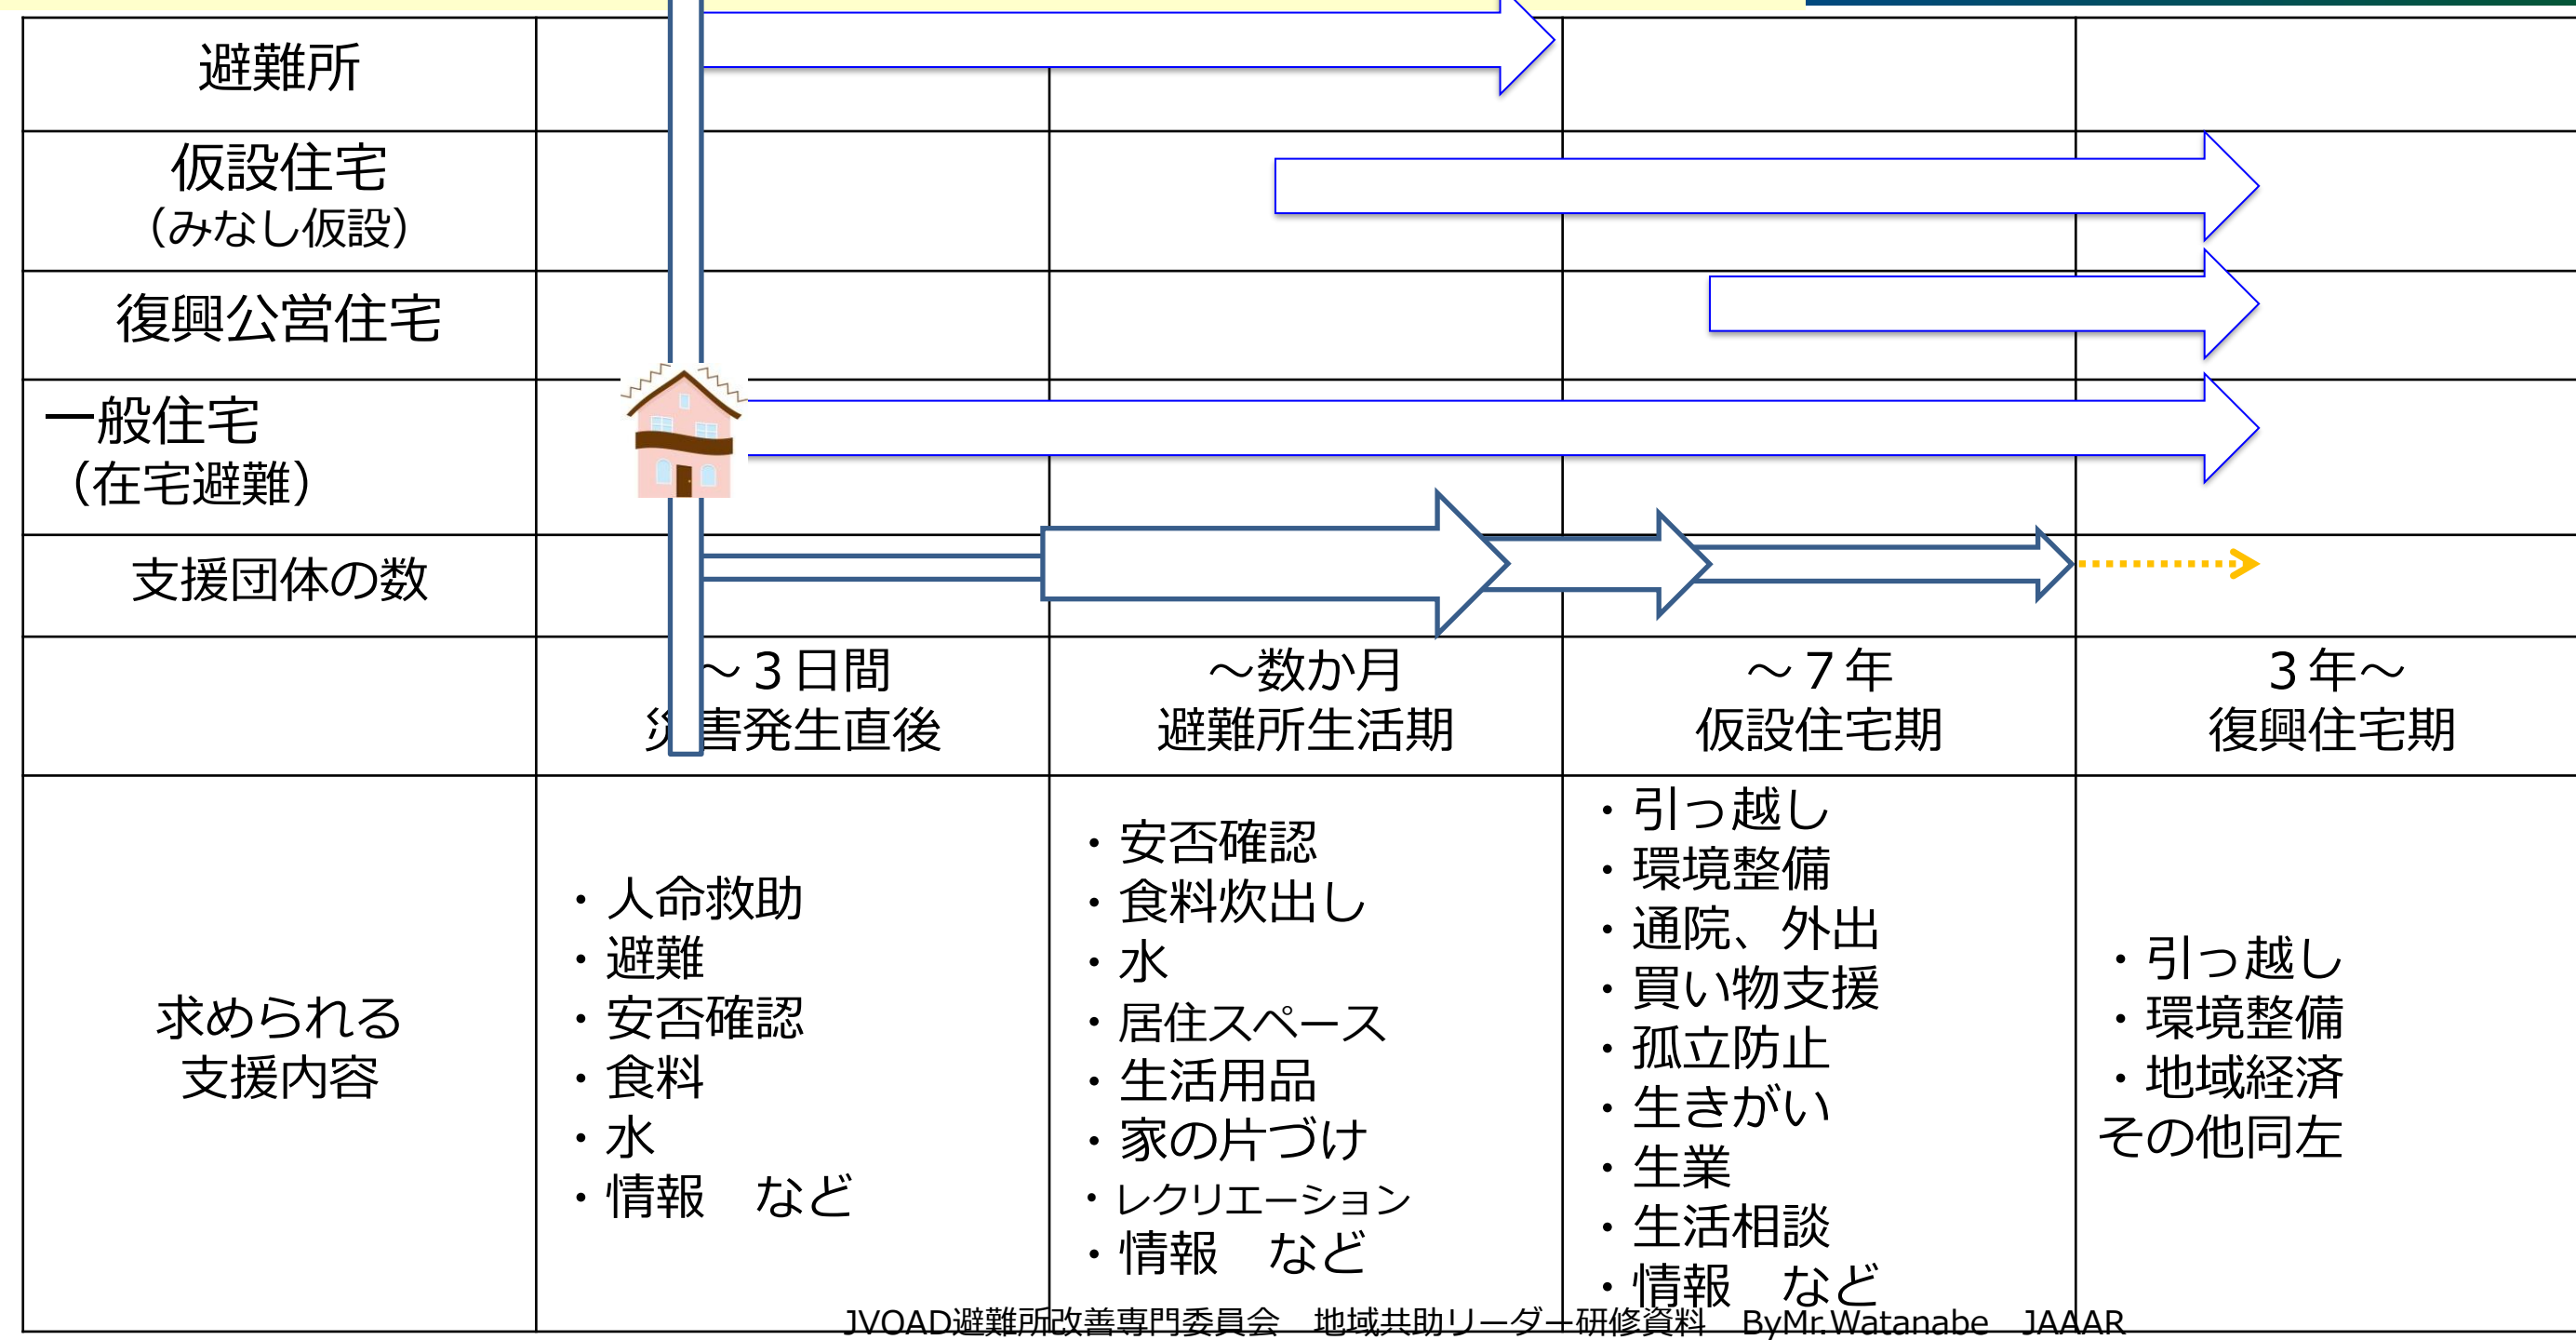 避難所
仮設住宅
（みなし仮設）
復興公営住宅
一般住宅
（在宅避難）
支援団体の数
～３日間
災害発生直後
～数か月
避難所生活期
～７年
仮設住宅期
３年～
復興住宅期
求められる
支援内容
・人命救助
・避難
・安否確認
・食料
・水
・情報　など
・安否確認
・食料炊出し
・水
・居住スペース
・生活用品
・家の片づけ
・レクリエーション
・情報　など
・引っ越し
・環境整備
・通院、外出
・買い物支援
・孤立防止
・生きがい
・生業
・生活相談
・情報　など
・引っ越し
・環境整備
・地域経済
その他同左
JVOAD避難所改善専門委員会　地域共助リーダー研修資料　ByMr.Watanabe　JAAAR